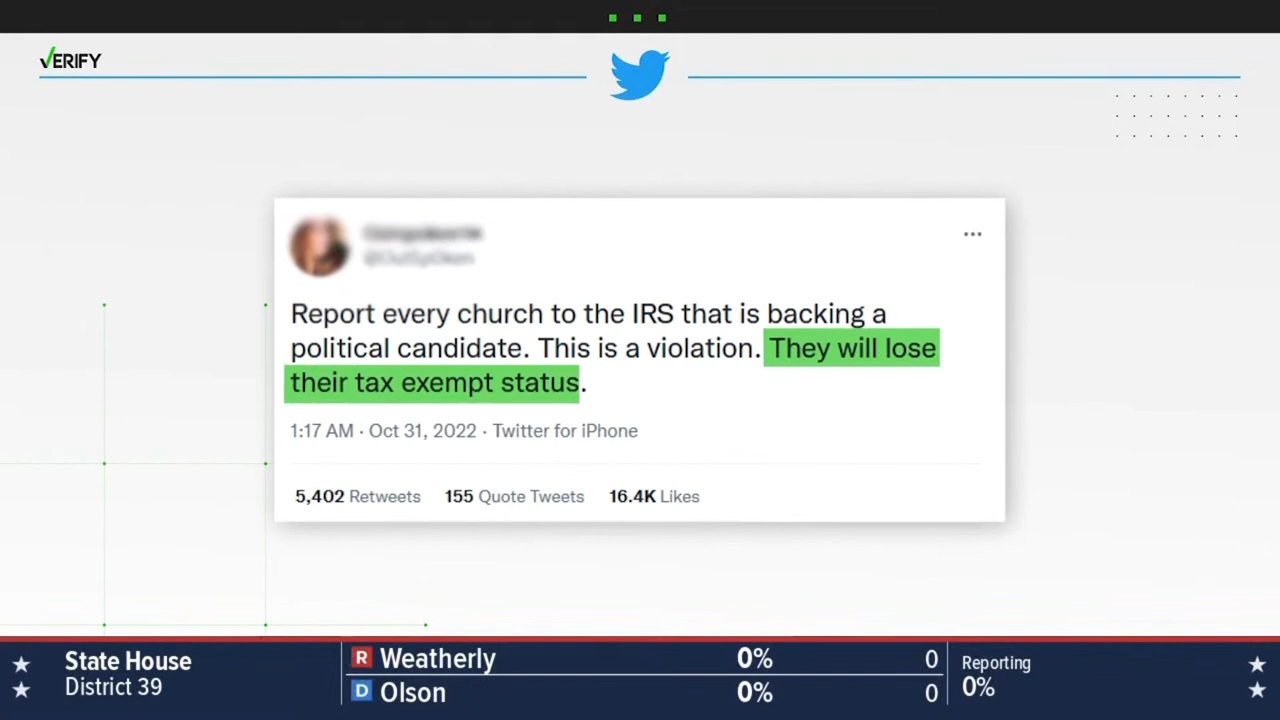 VERIFY
Report every church to the IRS that is backing a
political candidate. This is a violation. They will lose
their tax exempt status.
1:17 AM · Oct 31, 2022 · Twitter for iPhone
5,402 Retweets 155 Quote Tweets 16.4K Likes
State House
District 39
R Weatherly 0% 0
D Olson 0% 0
Reporting
0%